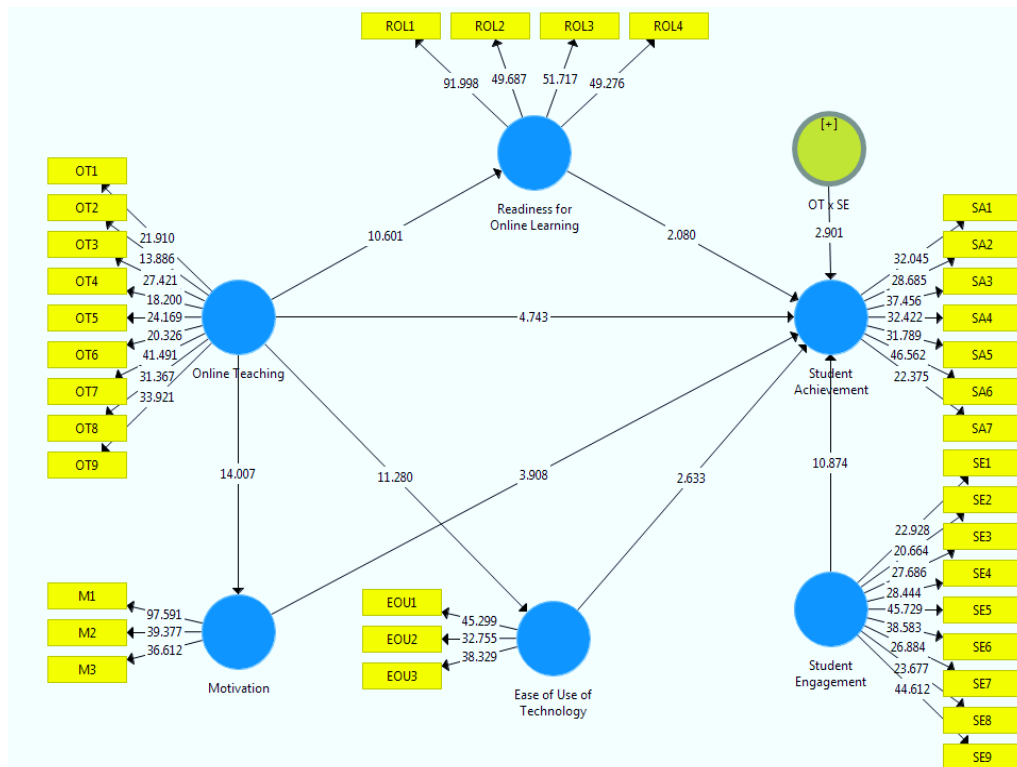 ROL1
ROL2
ROL3
ROL4
91.998
49.687
51.717
49.276
[+]
OT x SE
2.901
Readiness for
Online Learning
10.601
2.080
OT1
OT2
OT3
OT4
OT5
OT6
OT7
OT8
OT9
21.910
13.886
27.421
18.200
24.169
20.326
41.491
31.367
33.921
Online Teaching
4.743
Student
Achievement
32.045
28.685
37.456
32.422
31.789
46.562
22.375
SA1
SA2
SA3
SA4
SA5
SA6
SA7
14.007
11.280
3.908
2.633
10.874
M1
M2
M3
97.591
39.377
36.612
Motivation
EOU1
EOU2
EOU3
45.299
32.755
38.329
Ease of Use of
Technology
Student
Engagement
22.928
20.664
27.686
28.444
45.729
38.583
26.884
23.677
44.612
SE1
SE2
SE3
SE4
SE5
SE6
SE7
SE8
SE9